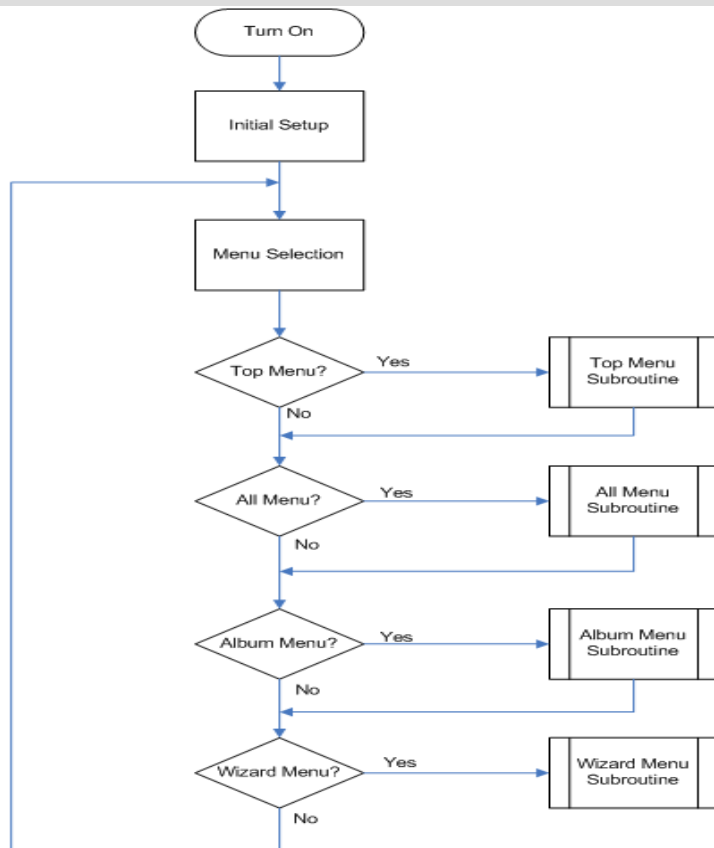 Turn On
Initial Setup
Menu Selection
Top Menu?
Yes
Top Menu
Subroutine
No
All Menu?
Yes
All Menu
Subroutine
No
Album Menu?
Yes
Album Menu
Subroutine
No
Wizard Menu?
Yes
Wizard Menu
Subroutine
No